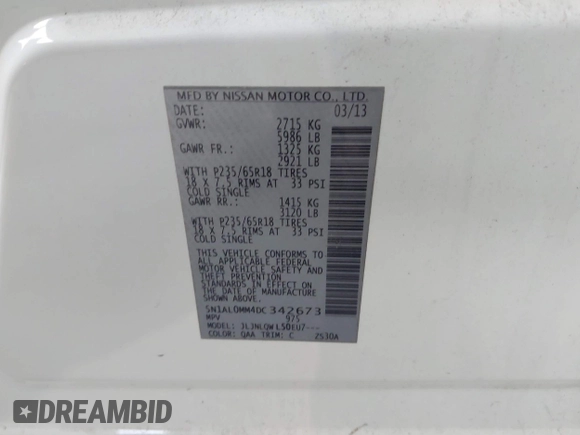 MFD BY NISSAN MOTOR CO., LTD.
DATE: 03/13
GVWR: 2715 KG
5986 LB
GAWR FR.: 1325 KG
2921 LB
WITH P235/65R18 TIRES
18 X 7.5 RIMS AT 33 PSI
COLD SINGLE
GAWR RR.: 1415 KG
3120 LB
WITH P235/65R18 TIRES
18 X 7.5 RIMS AT 33 PSI
COLD SINGLE
THIS VEHICLE CONFORMS TO
ALL APPLICABLE FEDERAL
MOTOR VEHICLE SAFETY AND
THEFT PREVENTION
STANDARDS IN EFFECT ON
THE DATE OF MANUFACTURE
SHOWN ABOVE.
5N1AL0MM4DC342673
MPV 975
MODEL: JLJNLQWL50EU7---
COLOR: QAA TRIM: C 2530A
DREAMBID